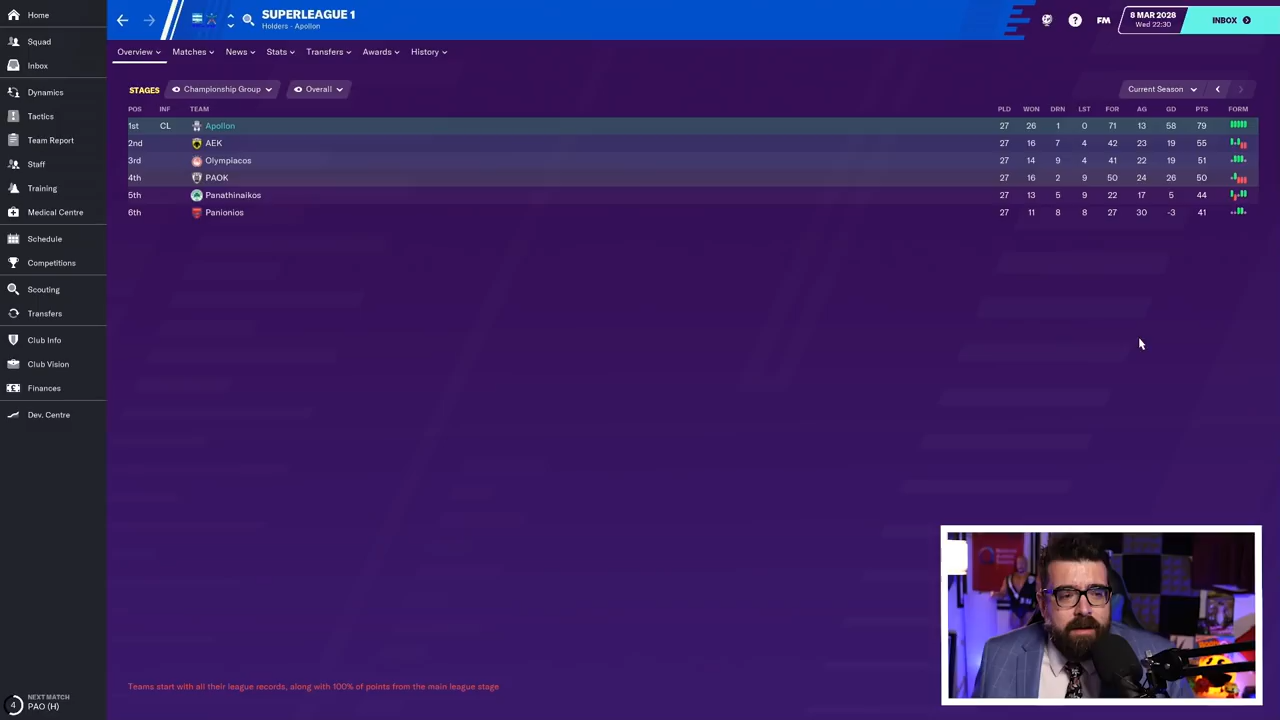 Home
Squad
Inbox
Dynamics
Tactics
Team Report
Staff
Training
Medical Centre
Schedule
Competitions
Scouting
Transfers
Club Info
Club Vision
Finances
Dev. Centre
4 NEXT MATCH
PAO (H)
SUPERLEAGUE 1
Holders - Apollon
FM
8 MAR 2028
Wed 22:30
INBOX
Overview Matches News Stats Transfers Awards History
STAGES Championship Group Overall Current Season
POS INF TEAM PLD WON DRN LST FOR AG GD PTS FORM
1st CL Apollon 27 26 1 0 71 13 58 79
2nd AEK 27 16 7 4 42 23 19 55
3rd Olympiacos 27 14 9 4 41 22 19 51
4th PAOK 27 16 2 9 50 24 26 50
5th Panathinaikos 27 13 5 9 22 17 5 44
6th Panionios 27 11 8 8 27 30 -3 41
Teams start with all their league records, along with 100% of points from the main league stage